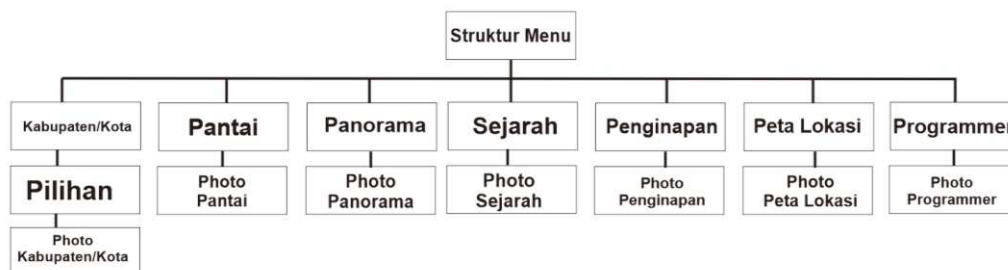 Struktur Menu
Kabupaten/Kota
Pantai
Panorama
Sejarah
Penginapan
Peta Lokasi
Programmer
Pilihan
Photo
Pantai
Photo
Panorama
Photo
Sejarah
Photo
Penginapan
Photo
Peta Lokasi
Photo
Programmer
Photo
Kabupaten/Kota